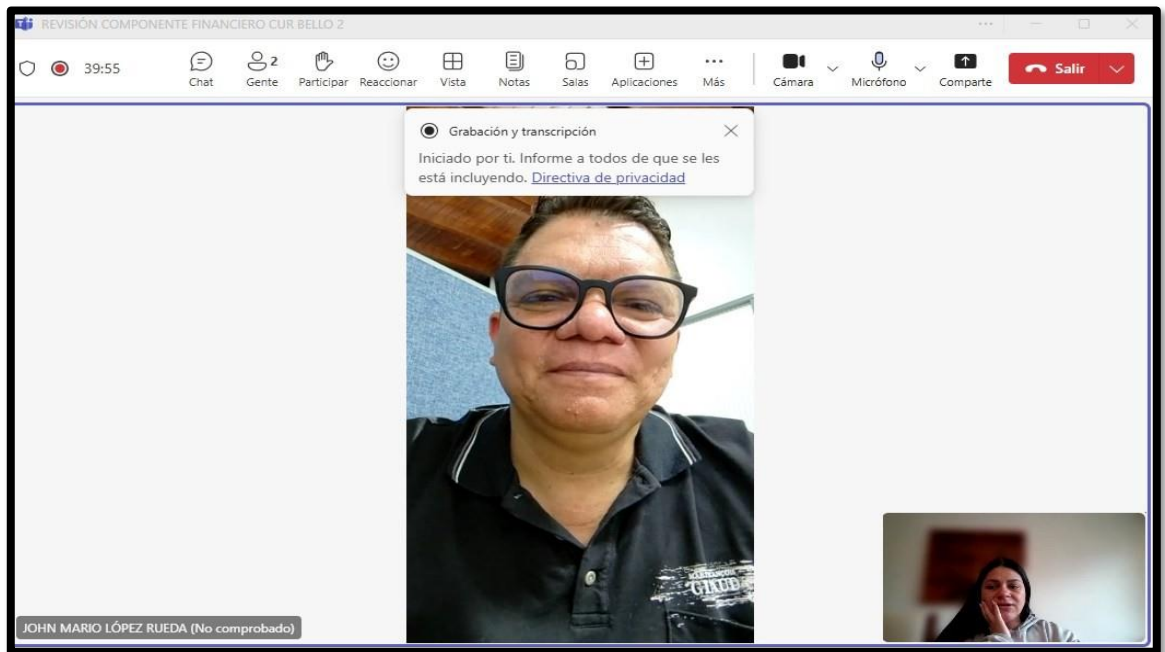 REVISIÓN COMPONENTE FINANCIERO CUR BELLO 2
39:55
Chat
Gente 2
Participar
Reaccionar
Vista
Notas
Salas
Aplicaciones
Más
Cámara
Micrófono
Comparte
Salir
Grabación y transcripción
Iniciado por ti. Informe a todos de que se les
está incluyendo. Directiva de privacidad
GIAUD
JOHN MARIO LÓPEZ RUEDA (No comprobado)